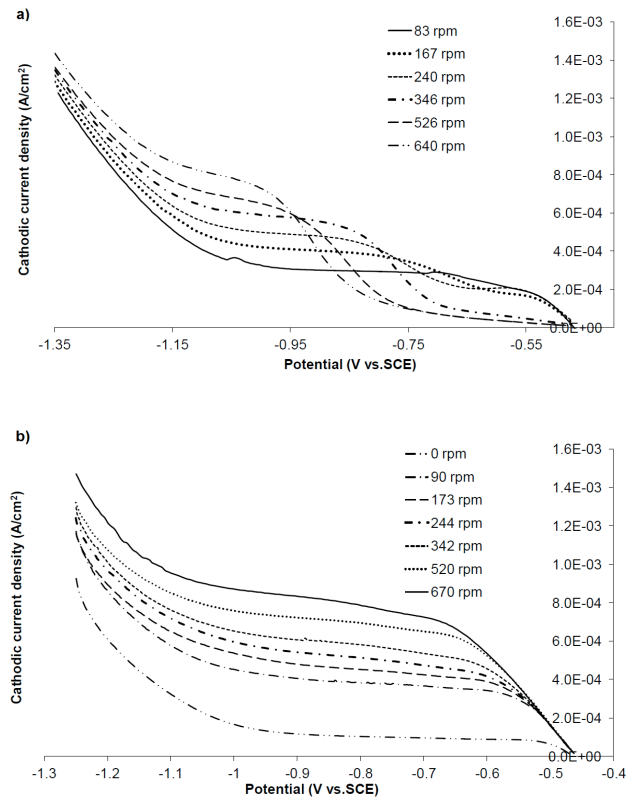 a)
1.6E-03
1.4E-03
1.2E-03
1.0E-03
8.0E-04
6.0E-04
4.0E-04
2.0E-04
0.0E+00
Cathodic current density (A/cm²)
83 rpm
167 rpm
240 rpm
346 rpm
526 rpm
640 rpm
-1.35 -1.15 -0.95 -0.75 -0.55
Potential (V vs.SCE)
b)
1.6E-03
1.4E-03
1.2E-03
1.0E-03
8.0E-04
6.0E-04
4.0E-04
2.0E-04
0.0E+00
Cathodic current density (A/cm²)
0 rpm
90 rpm
173 rpm
244 rpm
342 rpm
520 rpm
670 rpm
-1.3 -1.2 -1.1 -1 -0.9 -0.8 -0.7 -0.6 -0.5 -0.4
Potential (V vs.SCE)